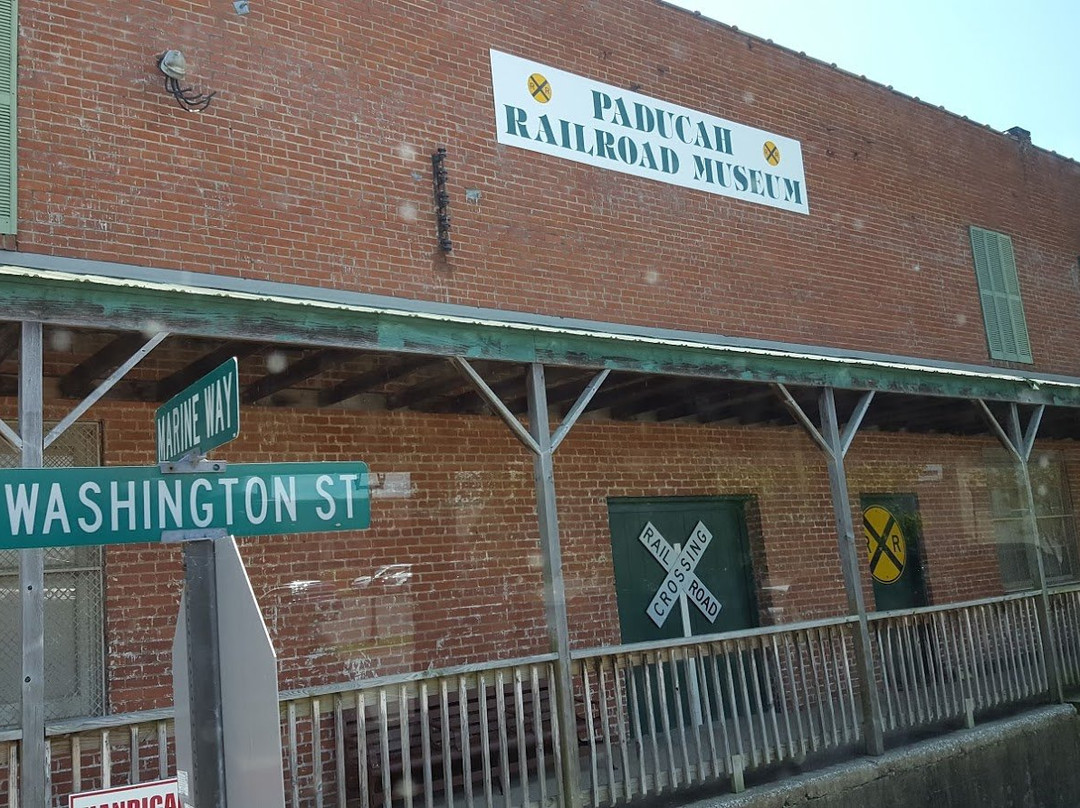 PADUCAH
RAILROAD MUSEUM
MARINE WAY
WASHINGTON ST
RAIL ROAD
CROSSING
R R